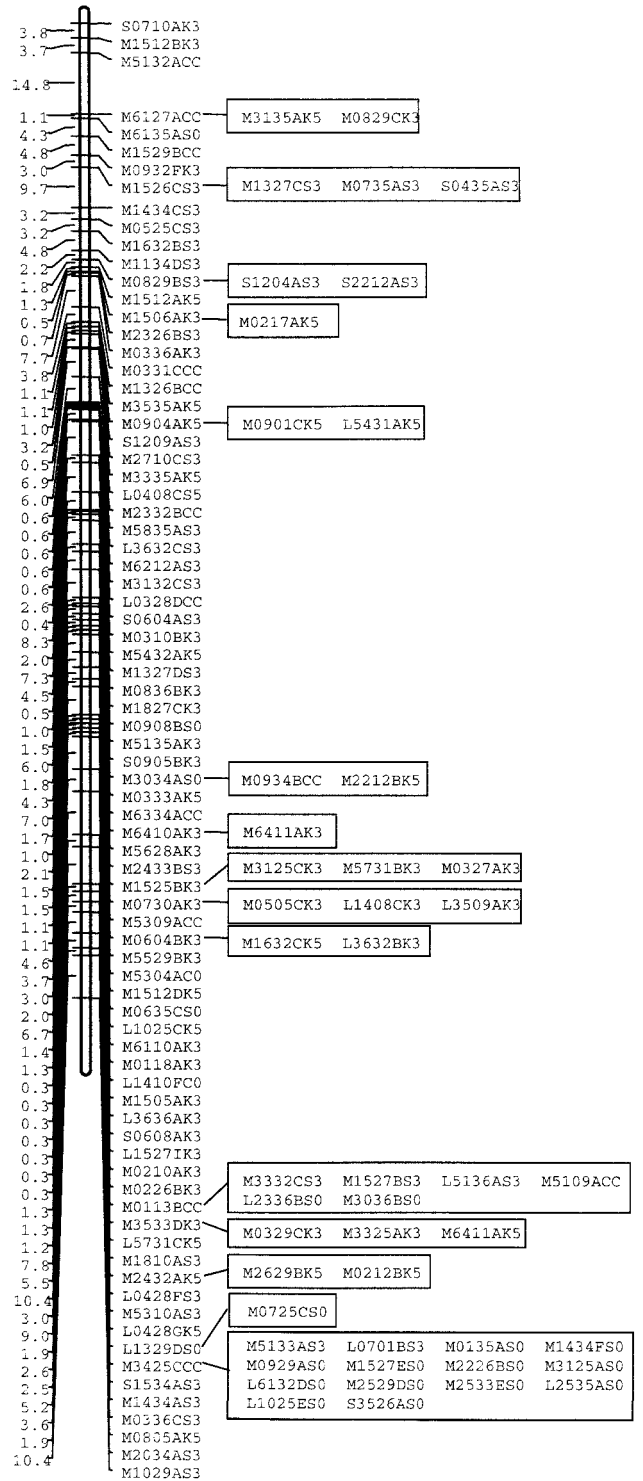 3.8
3.7
14.8
1.1
4.3
4.8
3.0
9.7
3.2
3.2
4.8
2.2
1.8
1.3
0.5
0.7
7.7
3.8
1.1
1.1
1.0
3.2
0.5
6.9
6.0
0.6
0.6
0.6
0.6
0.6
2.6
0.4
8.3
2.0
7.3
4.5
0.5
1.0
1.5
6.0
1.8
4.3
7.0
1.7
1.0
2.1
1.5
1.5
1.1
1.1
4.6
3.7
3.0
2.0
6.7
1.4
1.3
0.3
0.3
0.3
0.3
0.3
0.3
0.3
1.3
1.3
1.2
7.8
5.5
10.4
3.0
9.0
1.9
2.6
2.5
5.2
3.6
1.9
10.4
S0710AK3
M1512BK3
M5132ACC
M6127ACC M3135AK5 M0829CK3
M6135AS0
M1529BCC
M0932FK3
M1526CS3 M1327CS3 M0735AS3 S0435AS3
M1434CS3
M0525CS3
M1632BS3
M1134DS3
M0829BS3 S1204AS3 S2212AS3
M1512AK5
M1506AK3 M0217AK5
M2326BS3
M0336AK3
M0331CCC
M1326BCC
M3535AK5
M0904AK5 M0901CK5 L5431AK5
S1209AS3
M2710CS3
M3335AK5
L0408CS5
M2332BCC
M5835AS3
L3632CS3
M6212AS3
M3132CS3
L0328DCC
S0604AS3
M0310BK3
M5432AK5
M1327DS3
M0836BK3
M1827CK3
M0908BS0
M5135AK3
S0905BK3
M3034AS0 M0934BCC M2212BK5
M0333AK5
M6334ACC
M6410AK3 M6411AK3
M5628AK3
M2433BS3
M1525BK3 M3125CK3 M5731BK3 M0327AK3
M0730AK3 M0505CK3 L1408CK3 L3509AK3
M5309ACC
M0604BK3 M1632CK5 L3632BK3
M5529BK3
M5304AC0
M1512DK5
M0635CS0
L1025CK5
M6110AK3
M0118AK3
L1410FC0
M1505AK3
L3636AK3
S0608AK3
L1527IK3
M0210AK3
M0226BK3
M0113BCC M3332CS3 M1527BS3 L5136AS3 M5109ACC
L2336BS0 M3036BS0
M3533DK3 M0329CK3 M3325AK3 M6411AK5
L5731CK5
M1810AS3
M2432AK5 M2629BK5 M0212BK5
L0428FS3
M5310AS3
L0428GK5
L1329DS0 M0725CS0
M3425CCC M5133AS3 L0701BS3 M0135AS0 M1434FS0
M0929AS0 M1527ES0 M2226BS0 M3125AS0
L6132DS0 M2529DS0 M2533ES0 L2535AS0
L1025ES0 S3526AS0
S1534AS3
M1434AS3
M0336CS3
M0805AK5
M2034AS3
M1029AS3